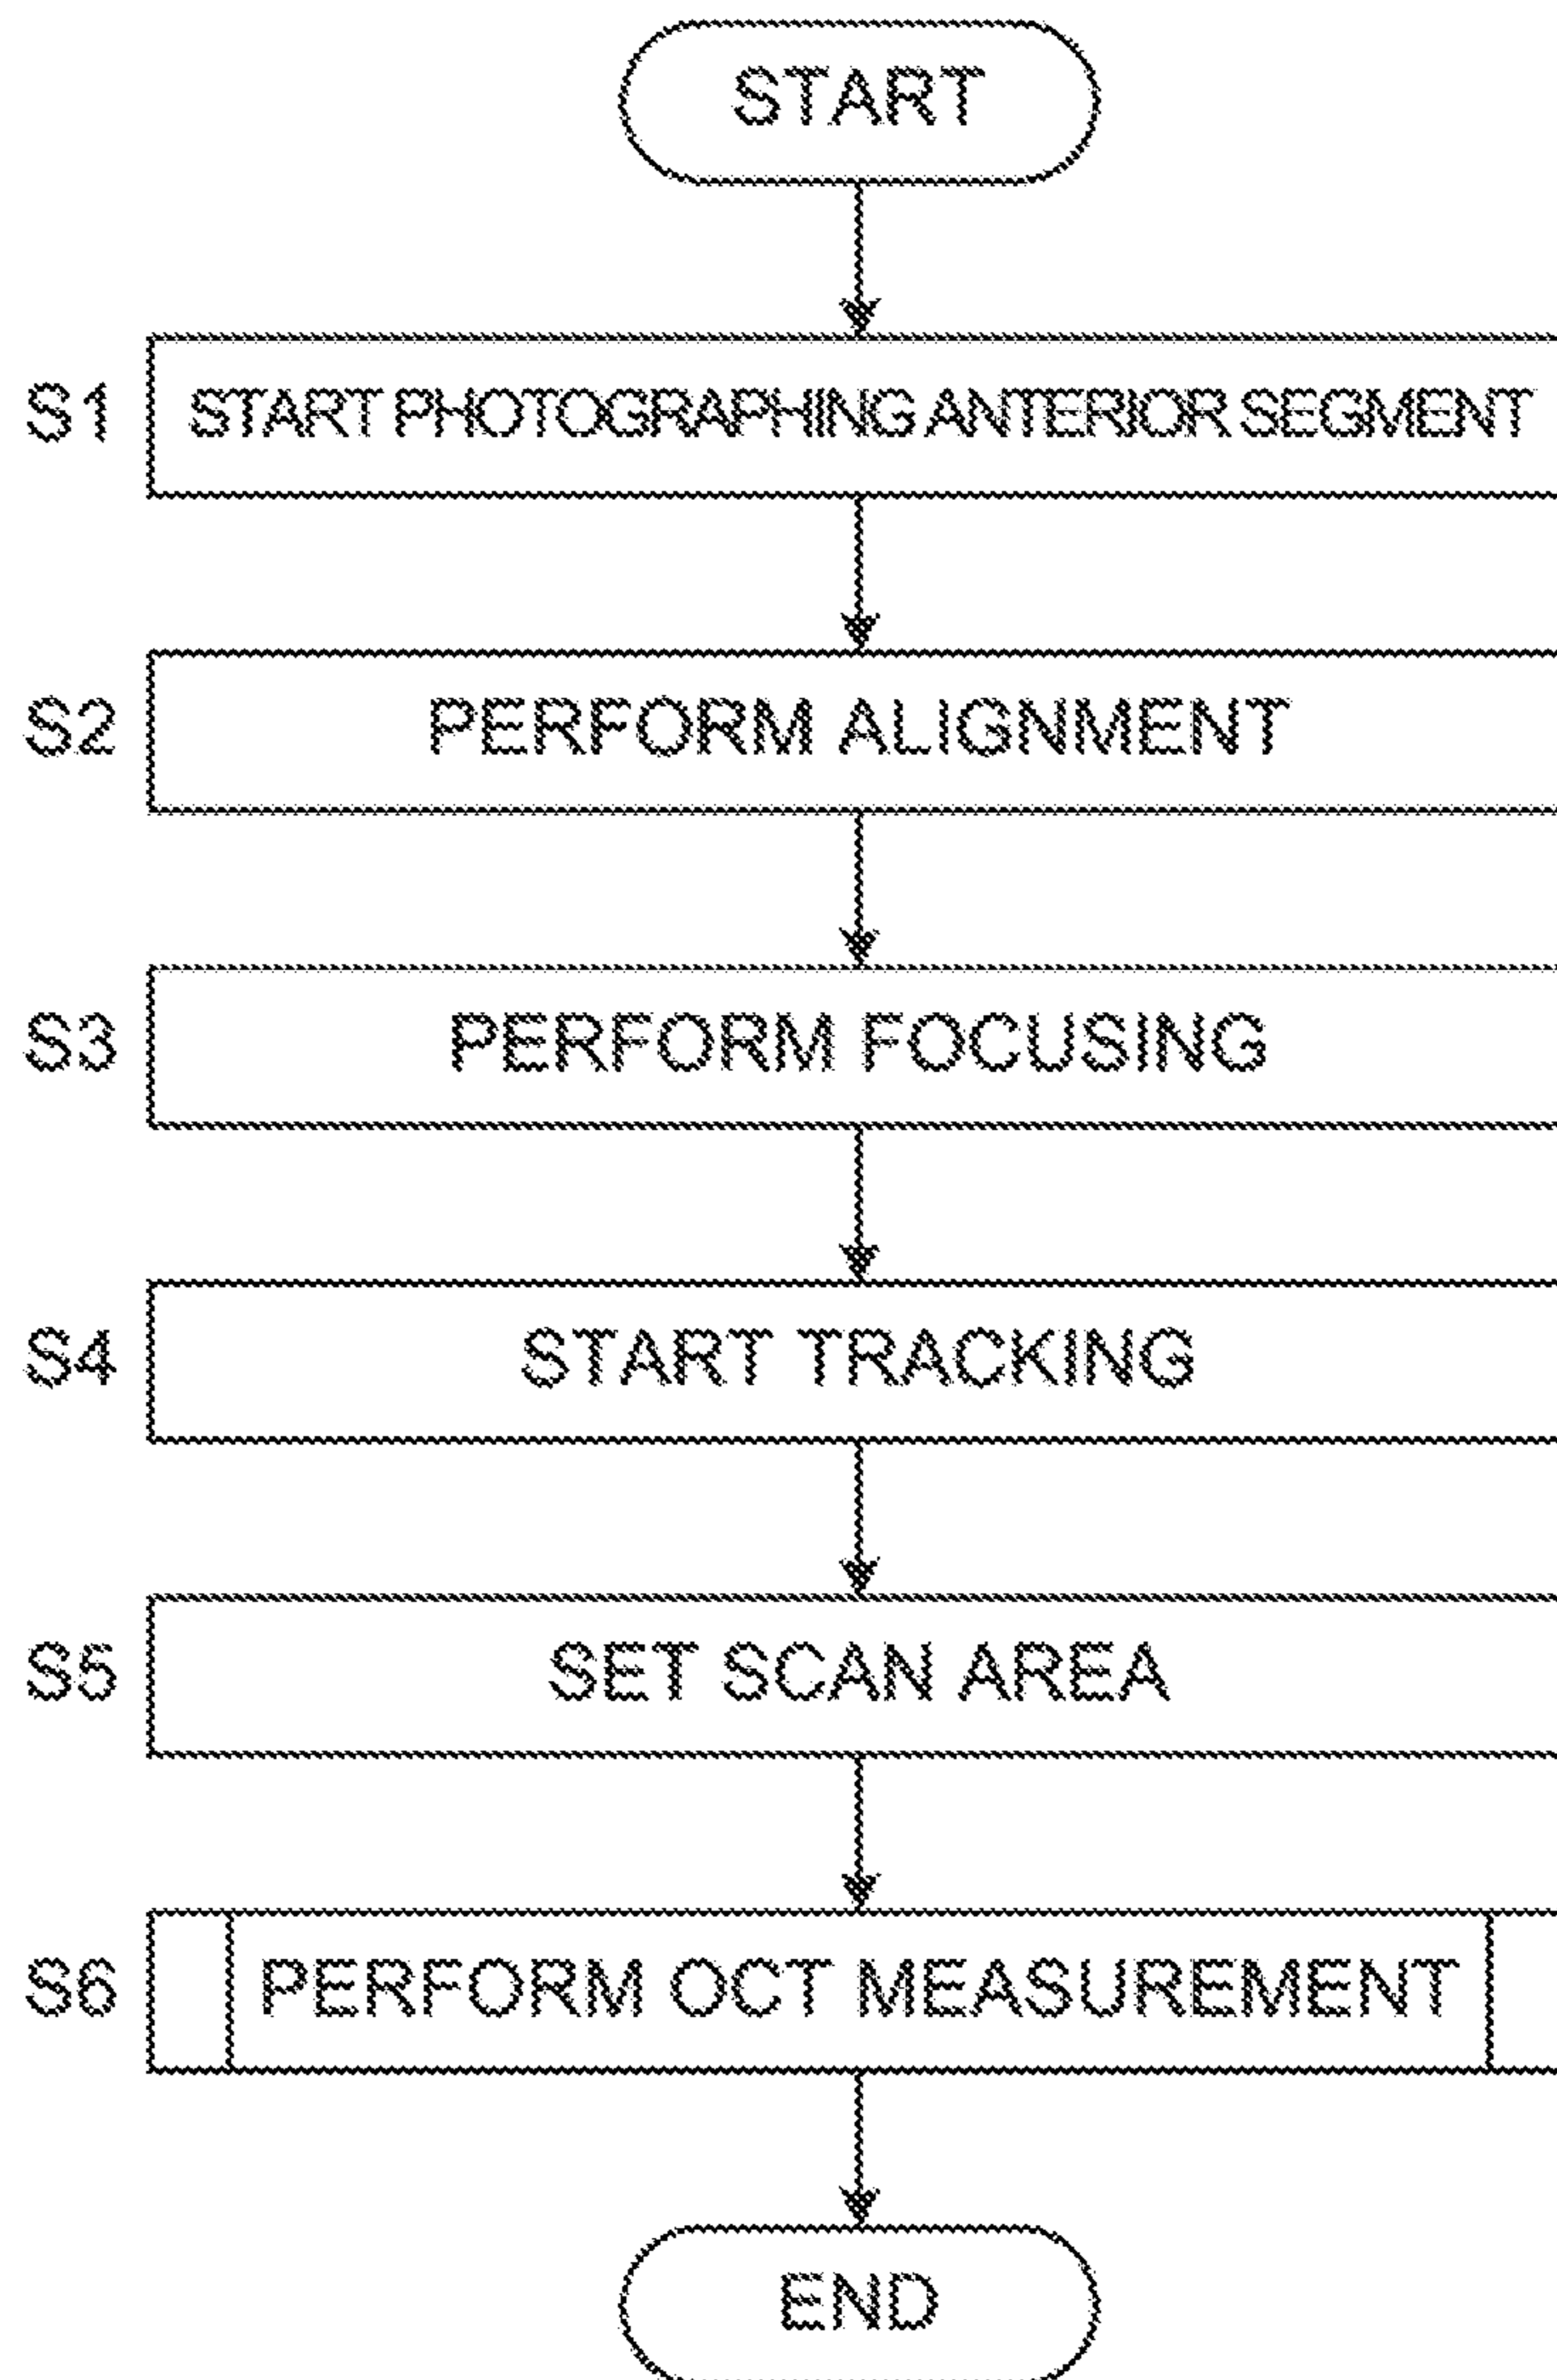 START
S1 START PHOTOGRAPHING ANTERIOR SEGMENT
S2 PERFORM ALIGNMENT
S3 PERFORM FOCUSING
S4 START TRACKING
S5 SET SCAN AREA
S6 PERFORM OCT MEASUREMENT
END